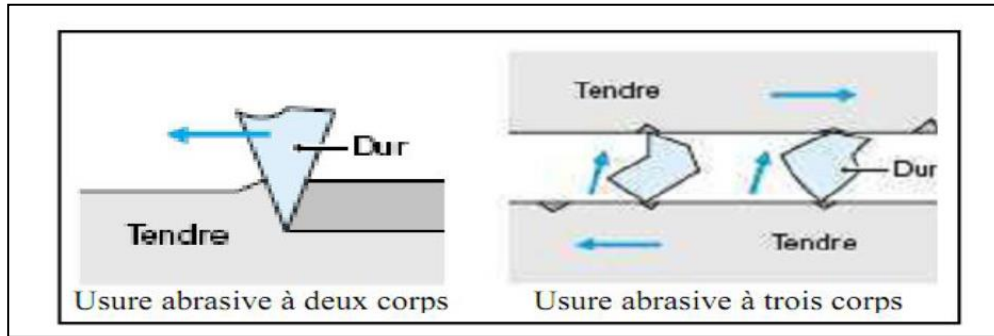 Dur
Tendre
Usure abrasive à deux corps
Tendre
Dur
Tendre
Usure abrasive à trois corps